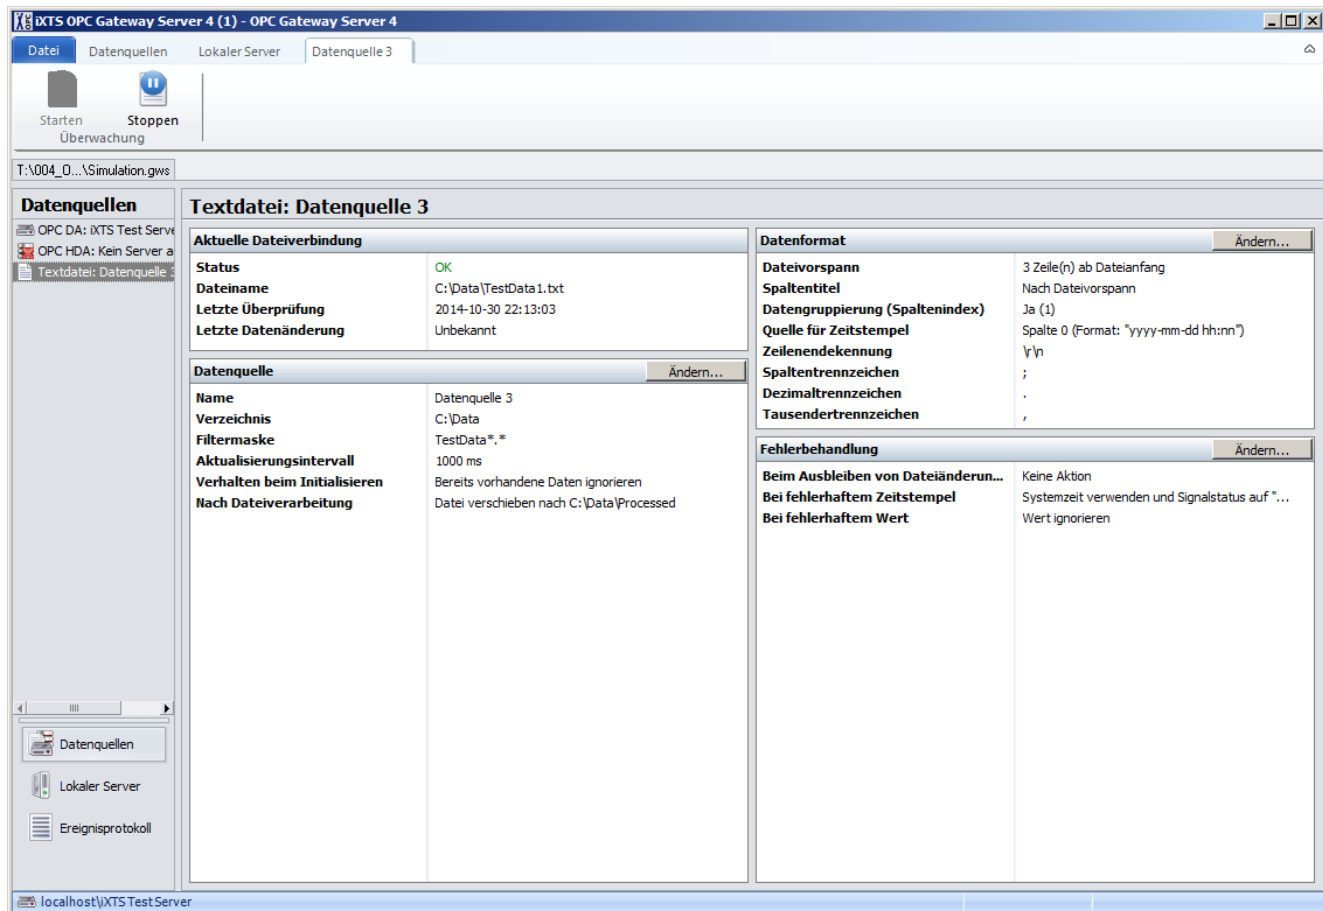 iXTS OPC Gateway Server 4 (1) - OPC Gateway Server 4
Datei Datenquellen Lokaler Server Datenquelle 3
Starten Stoppen
Überwachung
T:\004_O...\Simulation.gws
Datenquellen
OPC DA: iXTS Test Serve
OPC HDA: Kein Server a
Textdatei: Datenquelle 3
Textdatei: Datenquelle 3
Aktuelle Dateiverbindung
Status OK
Dateiname C:\Data\TestData1.txt
Letzte Überprüfung 2014-10-30 22:13:03
Letzte Datenänderung Unbekannt
Datenquelle Ändern...
Name Datenquelle 3
Verzeichnis C:\Data
Filtermaske TestData*.*
Aktualisierungsintervall 1000 ms
Verhalten beim Initialisieren Bereits vorhandene Daten ignorieren
Nach Dateiverarbeitung Datei verschieben nach C:\Data\Processed
Datenformat Ändern...
Dateivorspann 3 Zeile(n) ab Dateianfang
Spaltentitel Nach Dateivorspann
Datengruppierung (Spaltenindex) Ja (1)
Quelle für Zeitstempel Spalte 0 (Format: "yyyy-mm-dd hh:nn")
Zeilenendekennung \r\n
Spaltentrennzeichen ;
Dezimaltrennzeichen .
Tausendertrennzeichen ,
Fehlerbehandlung Ändern...
Beim Ausbleiben von Dateiänderun... Keine Aktion
Bei fehlerhaftem Zeitstempel Systemzeit verwenden und Signalstatus auf "...
Bei fehlerhaftem Wert Wert ignorieren
Datenquellen
Lokaler Server
Ereignisprotokoll
localhost\iXTS TestServer